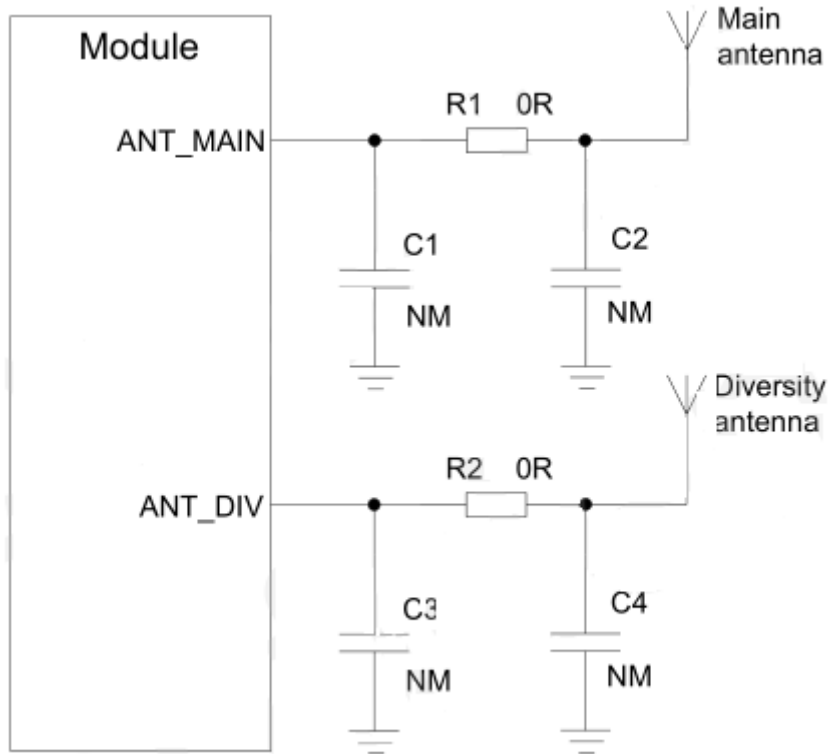 Module
Main
antenna
R1 0R
ANT_MAIN
C1
C2
NM
NM
Diversity
antenna
R2 0R
ANT_DIV
C3
C4
NM
NM